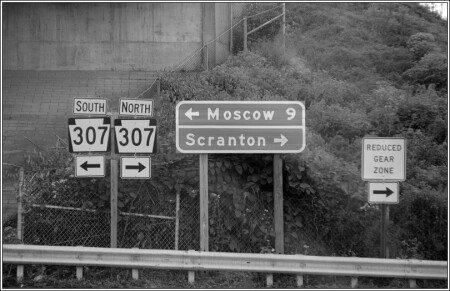 South North
307 307
← Moscow 9
Scranton →
← →
REDUCED
GEAR
ZONE
→